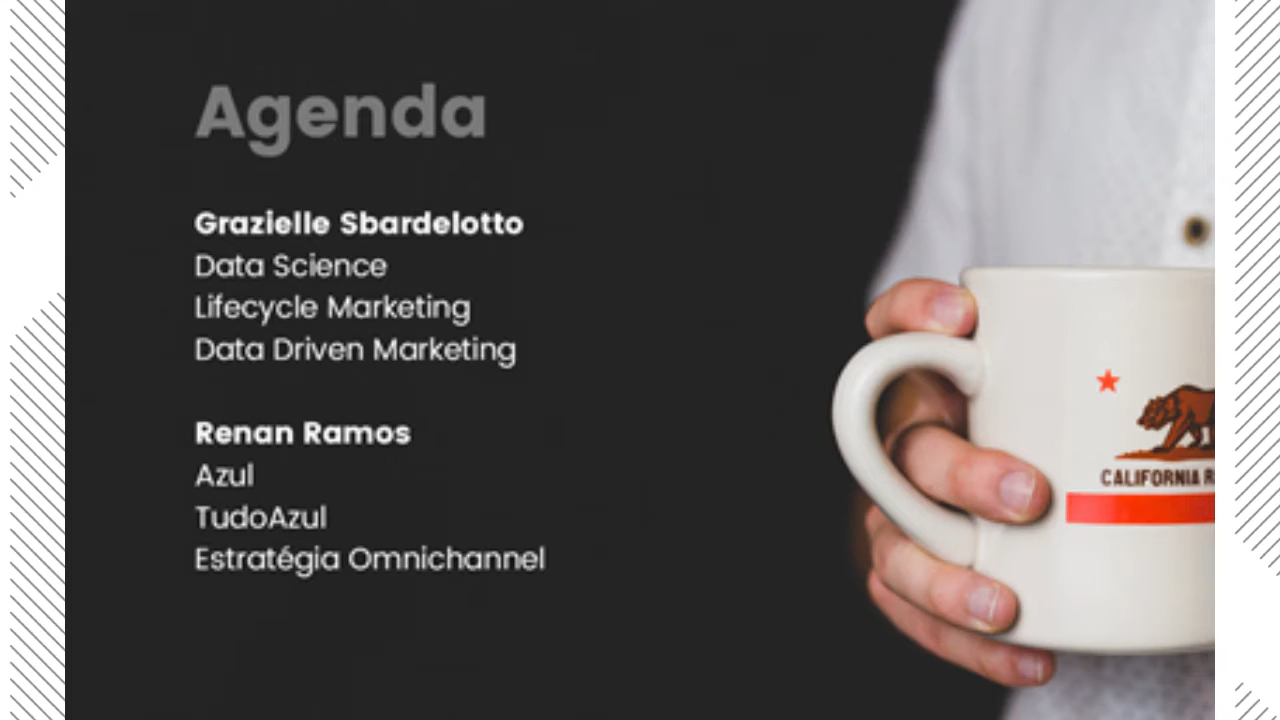 Agenda
Grazielle Sbardelotto
Data Science
Lifecycle Marketing
Data Driven Marketing
Renan Ramos
Azul
TudoAzul
Estratégia Omnichannel
CALIFORNIA